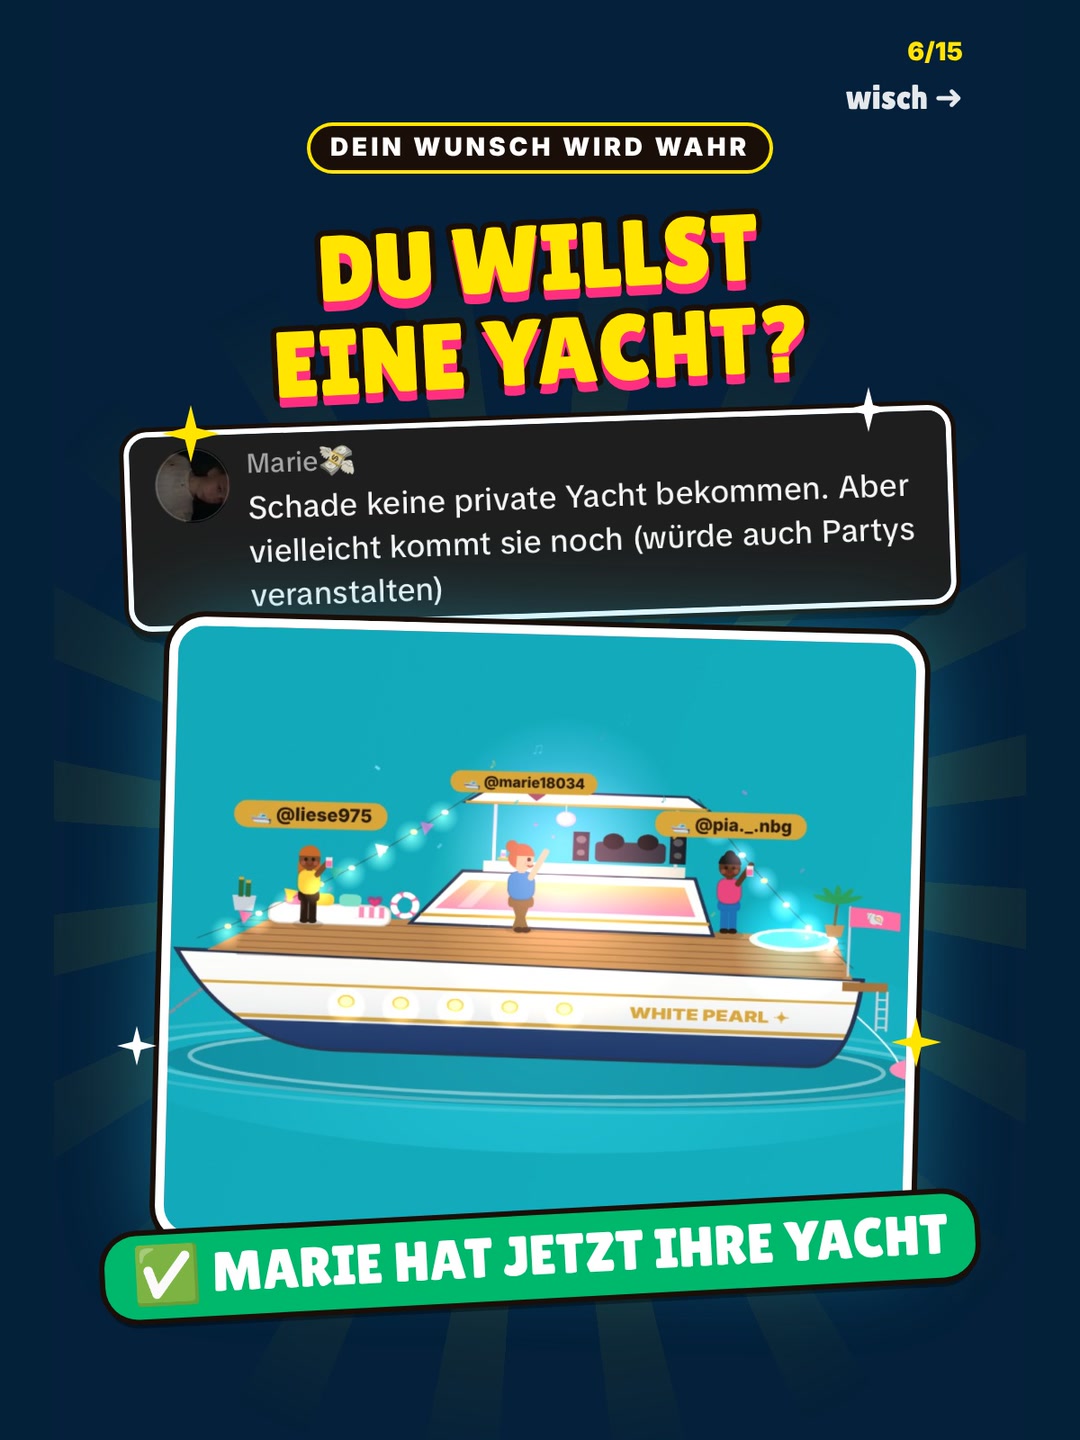 6/15
wisch →
DEIN WUNSCH WIRD WAHR
DU WILLST
EINE YACHT?
Marie💸
Schade keine private Yacht bekommen. Aber
vielleicht kommt sie noch (würde auch Partys
veranstalten)
@marie18034
@liese975
@pia._.nbg
WHITE PEARL ✦
✅ MARIE HAT JETZT IHRE YACHT